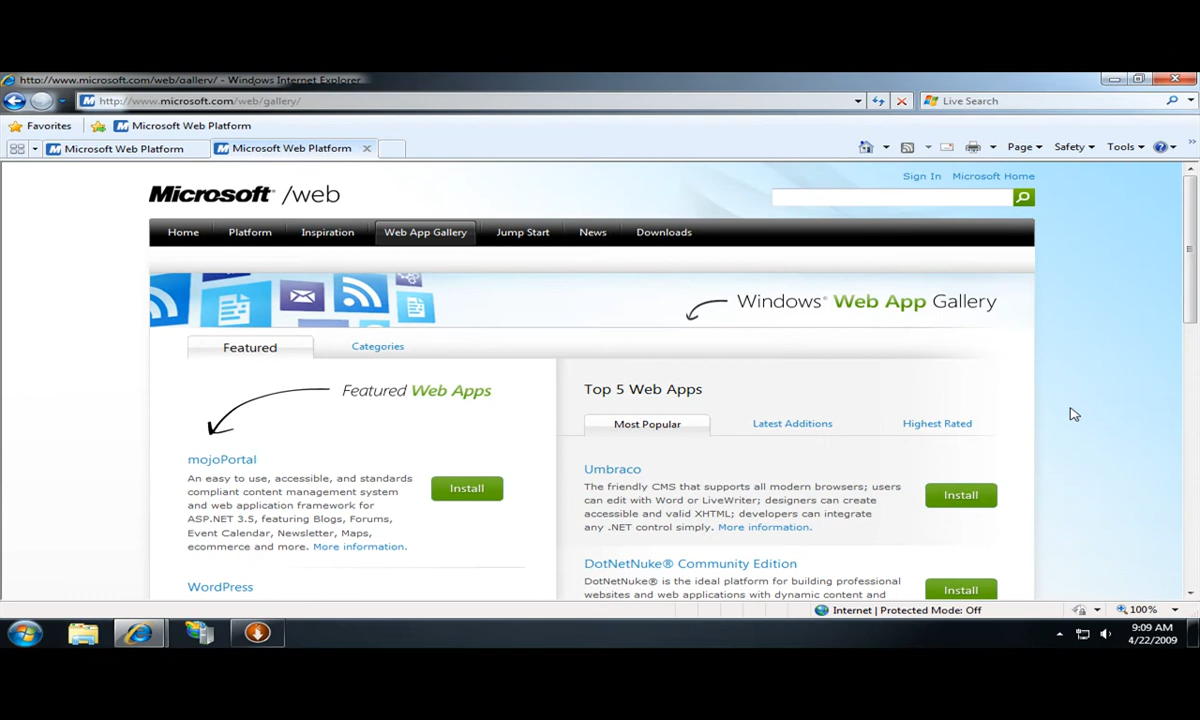 http://www.microsoft.com/web/gallery/ - Windows Internet Explorer
http://www.microsoft.com/web/gallery/
Live Search
Favorites
Microsoft Web Platform
Microsoft Web Platform
Microsoft Web Platform
Page
Safety
Tools
Sign In
Microsoft Home
Microsoft /web
Home
Platform
Inspiration
Web App Gallery
Jump Start
News
Downloads
Windows® Web App Gallery
Featured
Categories
Featured Web Apps
mojoPortal
An easy to use, accessible, and standards
compliant content management system
and web application framework for
ASP.NET 3.5, featuring Blogs, Forums,
Event Calendar, Newsletter, Maps,
ecommerce and more. More information.
Install
WordPress
Top 5 Web Apps
Most Popular
Latest Additions
Highest Rated
Umbraco
The friendly CMS that supports all modern browsers; users
can edit with Word or LiveWriter; designers can create
accessible and valid XHTML; developers can integrate
any .NET control simply. More information.
Install
DotNetNuke® Community Edition
DotNetNuke® is the ideal platform for building professional
websites and web applications with dynamic content and
Install
Internet | Protected Mode: Off
100%
9:09 AM
4/22/2009